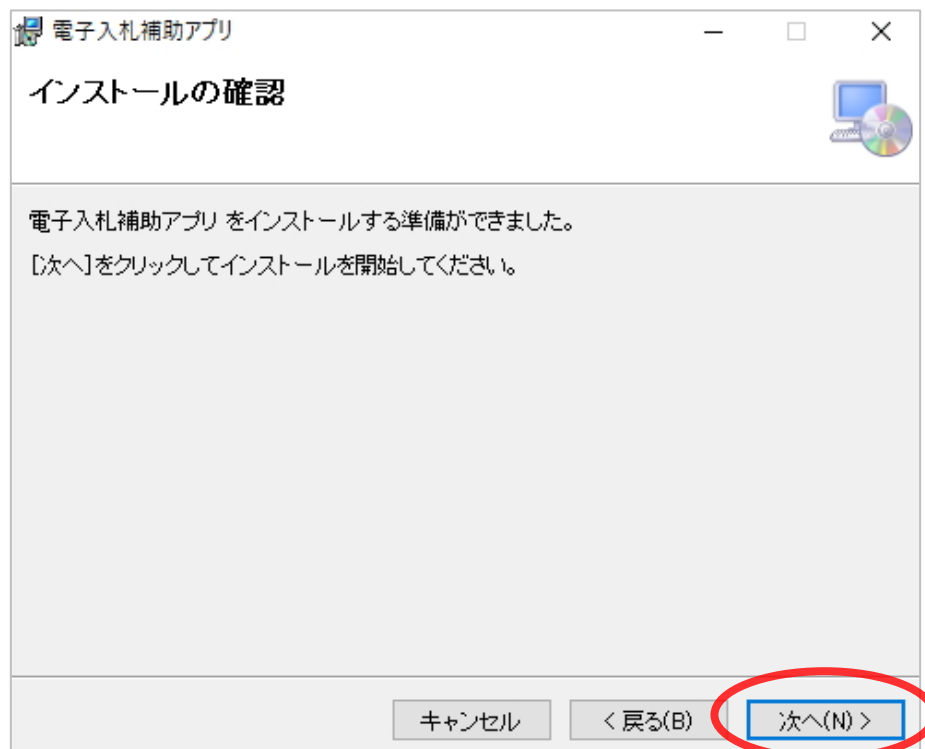 電子入札補助アプリ
インストールの確認
電子入札補助アプリ をインストールする準備ができました。
[次へ]をクリックしてインストールを開始してください。
キャンセル
< 戻る(B)
次へ(N) >